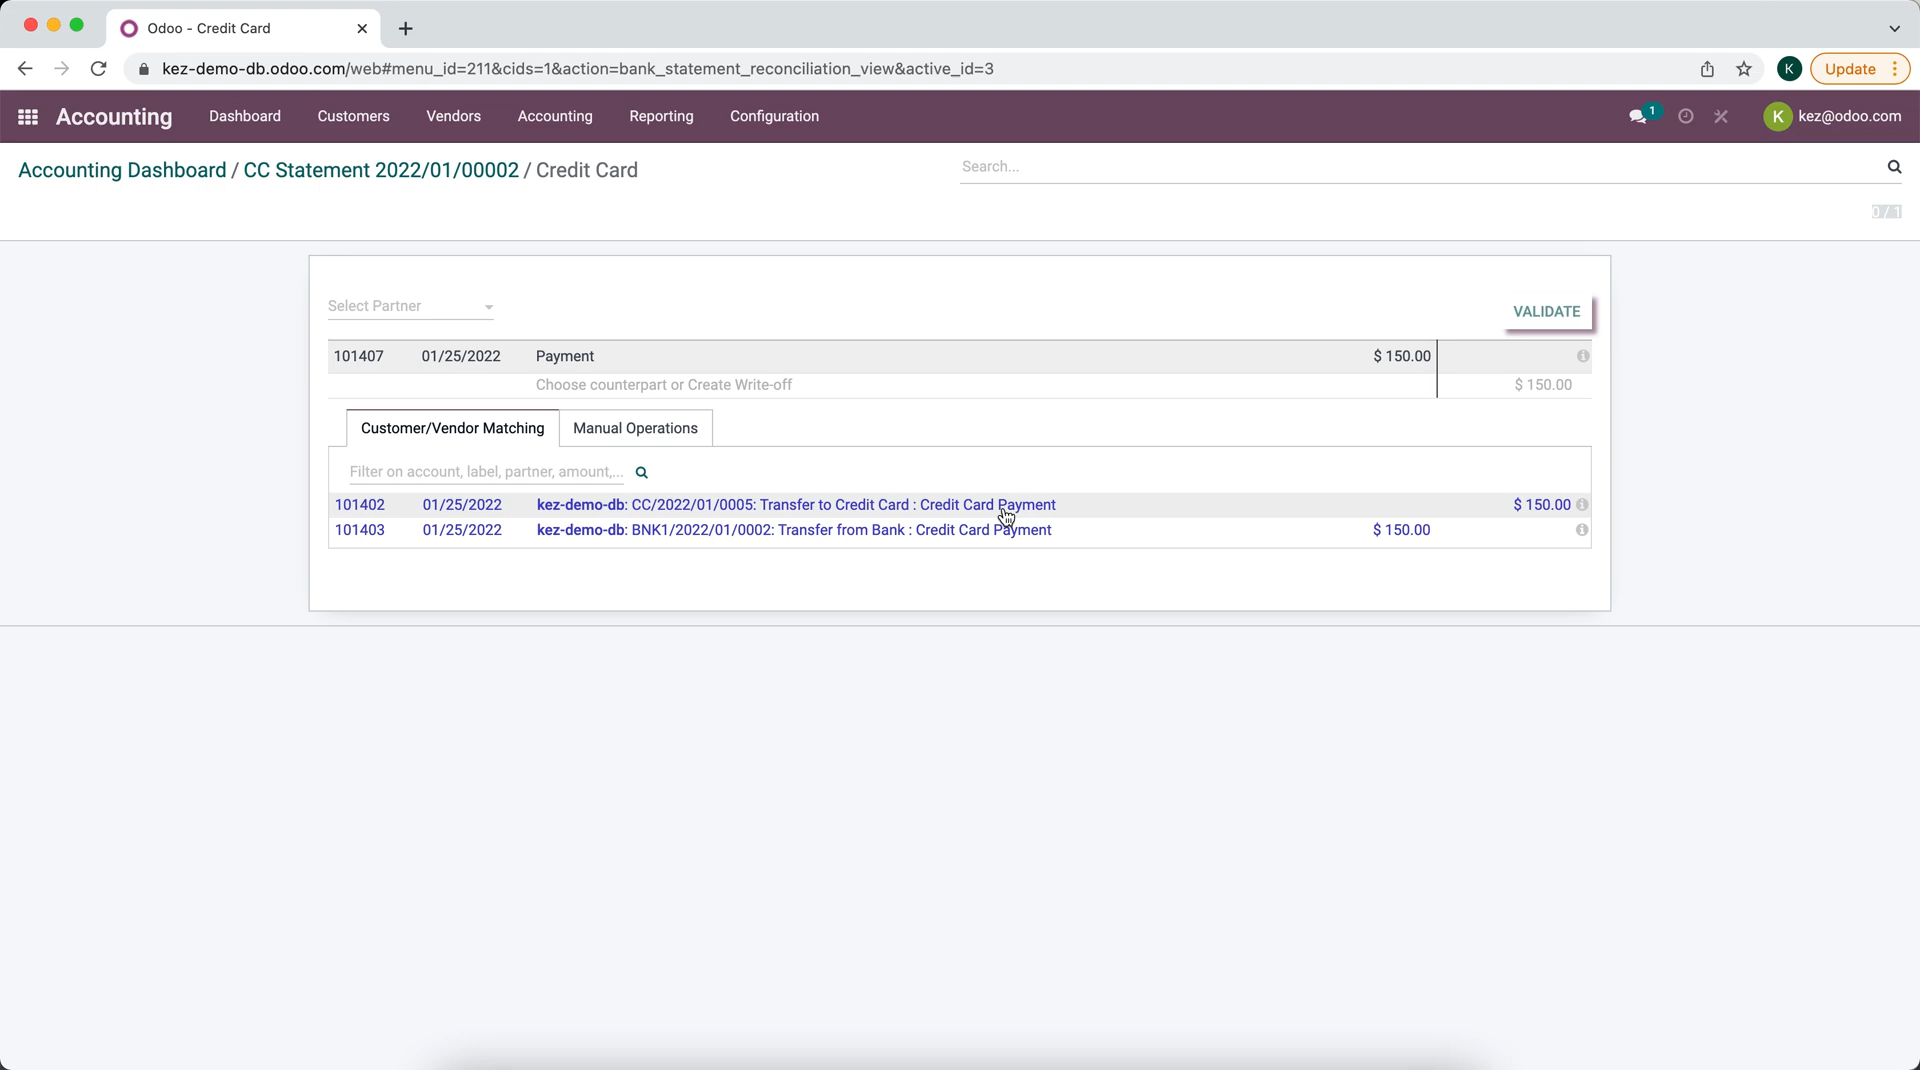 Odoo - Credit Card
kez-demo-db.odoo.com/web#menu_id=211&cids=1&action=bank_statement_reconciliation_view&active_id=3
K
Update
Accounting Dashboard Customers Vendors Accounting Reporting Configuration 1 K kez@odoo.com
Accounting Dashboard / CC Statement 2022/01/00002 / Credit Card
Search...
0 / 1
Select Partner
VALIDATE
101407 01/25/2022 Payment $ 150.00
Choose counterpart or Create Write-off $ 150.00
Customer/Vendor Matching Manual Operations
Filter on account, label, partner, amount,...
101402 01/25/2022 kez-demo-db: CC/2022/01/0005: Transfer to Credit Card : Credit Card Payment $ 150.00
101403 01/25/2022 kez-demo-db: BNK1/2022/01/0002: Transfer from Bank : Credit Card Payment $ 150.00